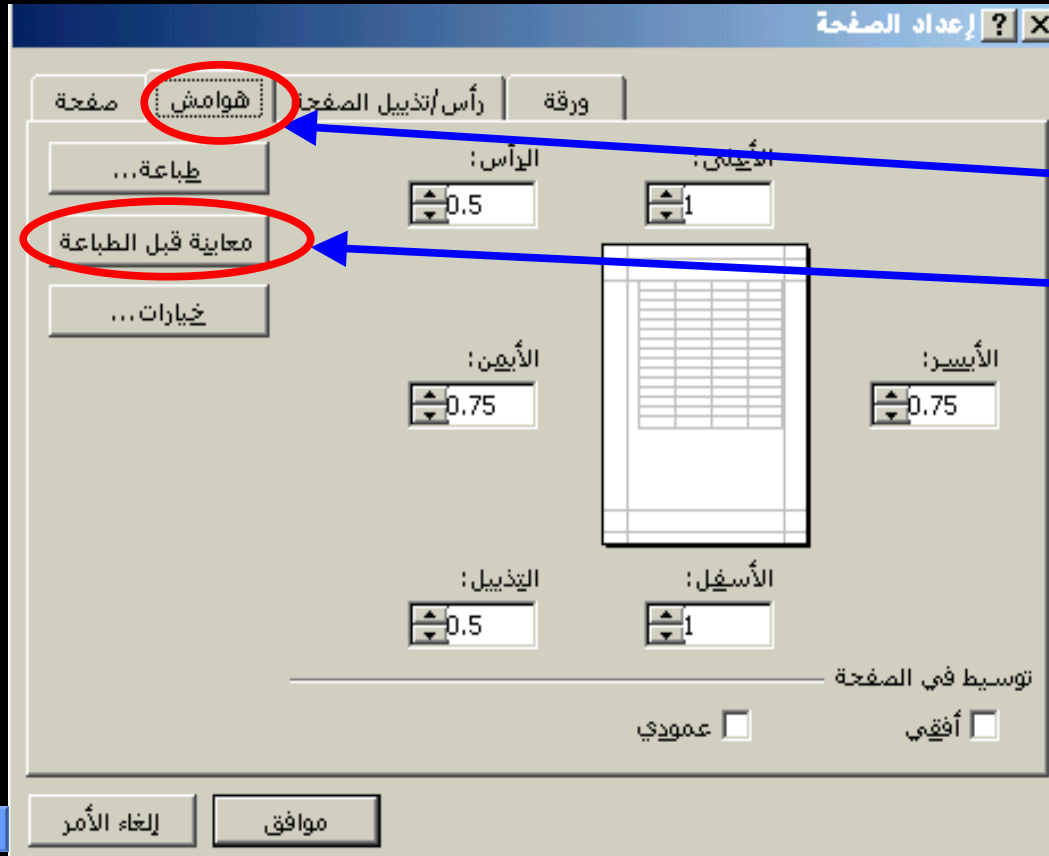 إعداد الصفحة
ورقة رأس/تذييل الصفحة هوامش صفحة
الأعلى: الرأس:
1 0.5
طباعة...
معاينة قبل الطباعة
خيارات...
الأيسر: الأيمن:
0.75 0.75
الأسفل: التذييل:
1 0.5
توسيط في الصفحة
أفقي عمودي
موافق إلغاء الأمر